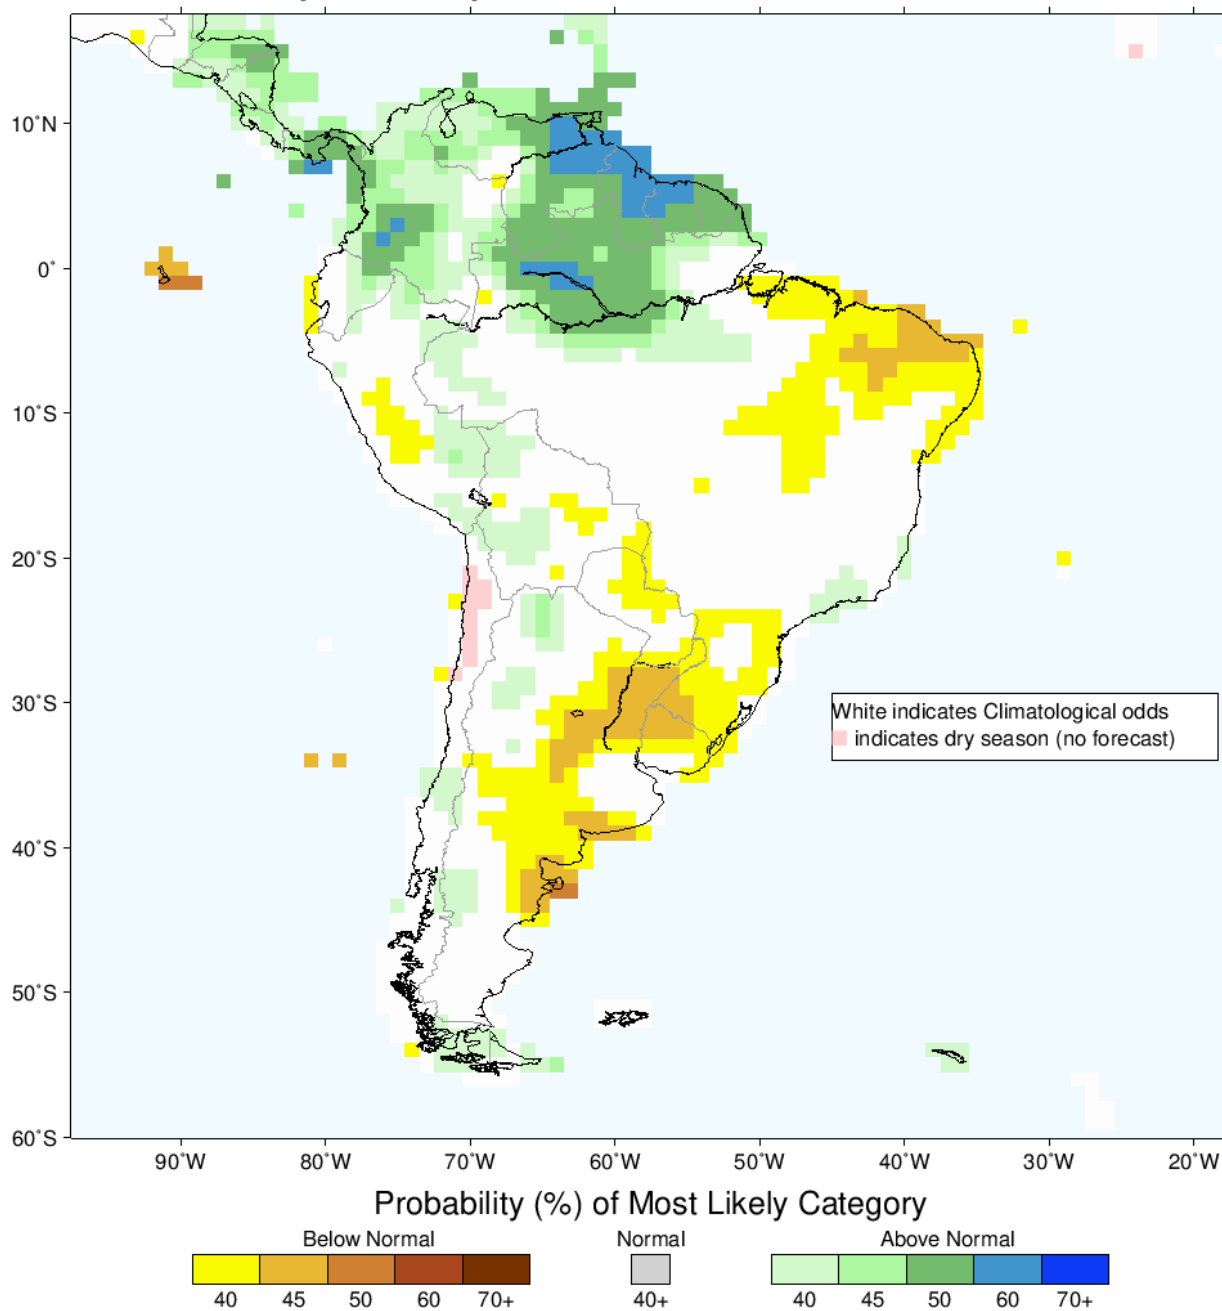 10°N
0°
10°S
20°S
30°S
40°S
50°S
60°S
White indicates Climatological odds
indicates dry season (no forecast)
90°W 80°W 70°W 60°W 50°W 40°W 30°W 20°W
Probability (%) of Most Likely Category
Below Normal Normal Above Normal
40 45 50 60 70+ 40+ 40 45 50 60 70+